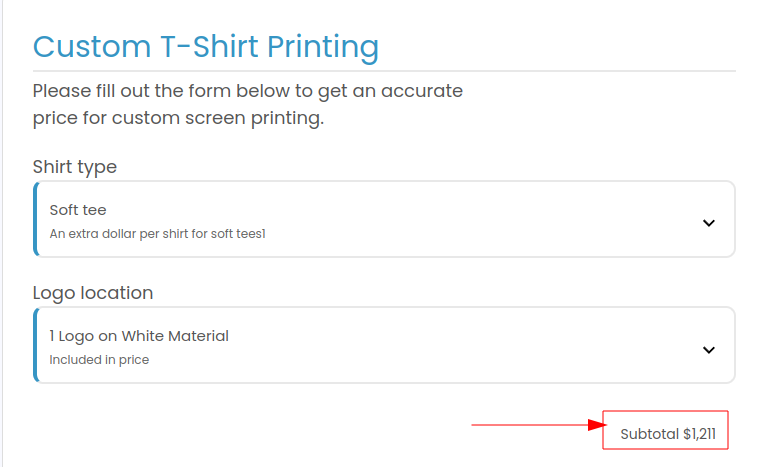 Custom T-Shirt Printing
Please fill out the form below to get an accurate
price for custom screen printing.
Shirt type
Soft tee
An extra dollar per shirt for soft tees1
Logo location
1 Logo on White Material
Included in price
Subtotal $1,211